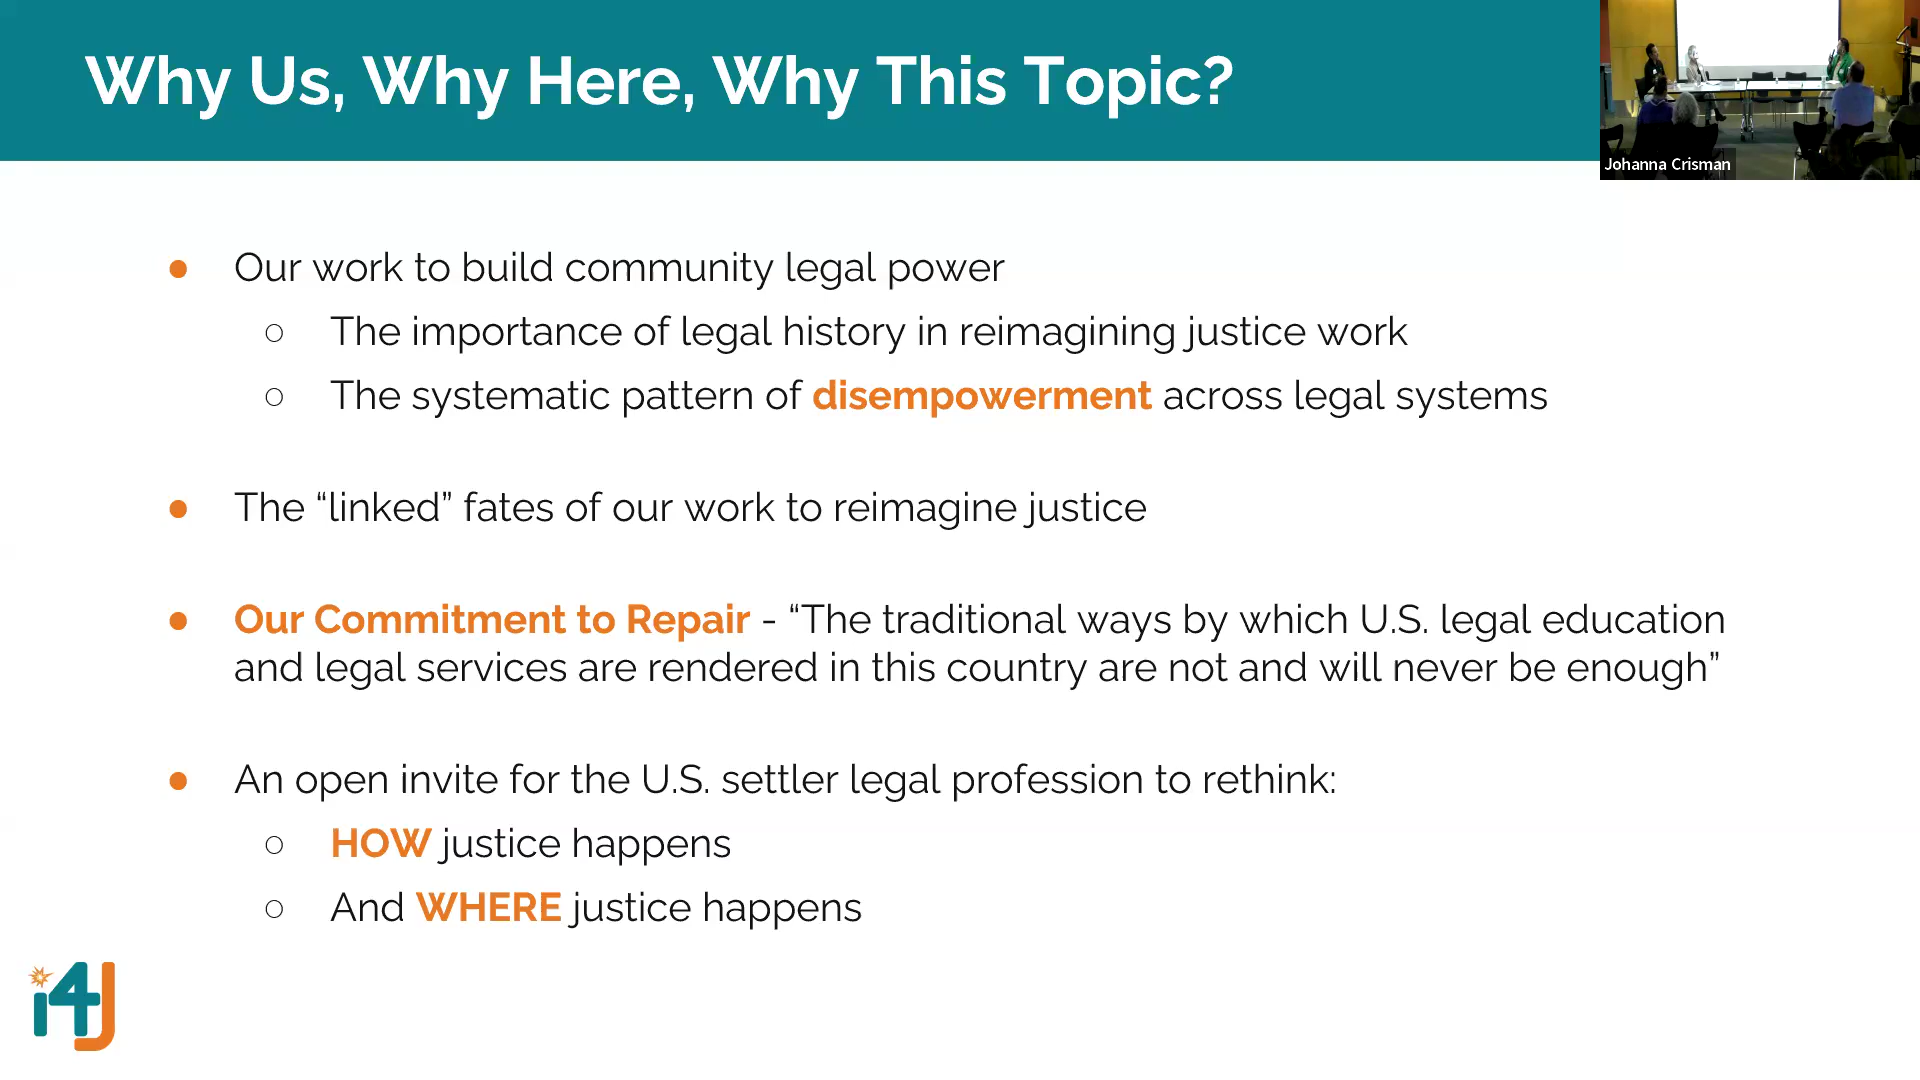 Why Us, Why Here, Why This Topic?
Johanna Crisman
● Our work to build community legal power
○ The importance of legal history in reimagining justice work
○ The systematic pattern of disempowerment across legal systems
● The “linked” fates of our work to reimagine justice
● Our Commitment to Repair - “The traditional ways by which U.S. legal education
and legal services are rendered in this country are not and will never be enough”
● An open invite for the U.S. settler legal profession to rethink:
○ HOW justice happens
○ And WHERE justice happens
i4J